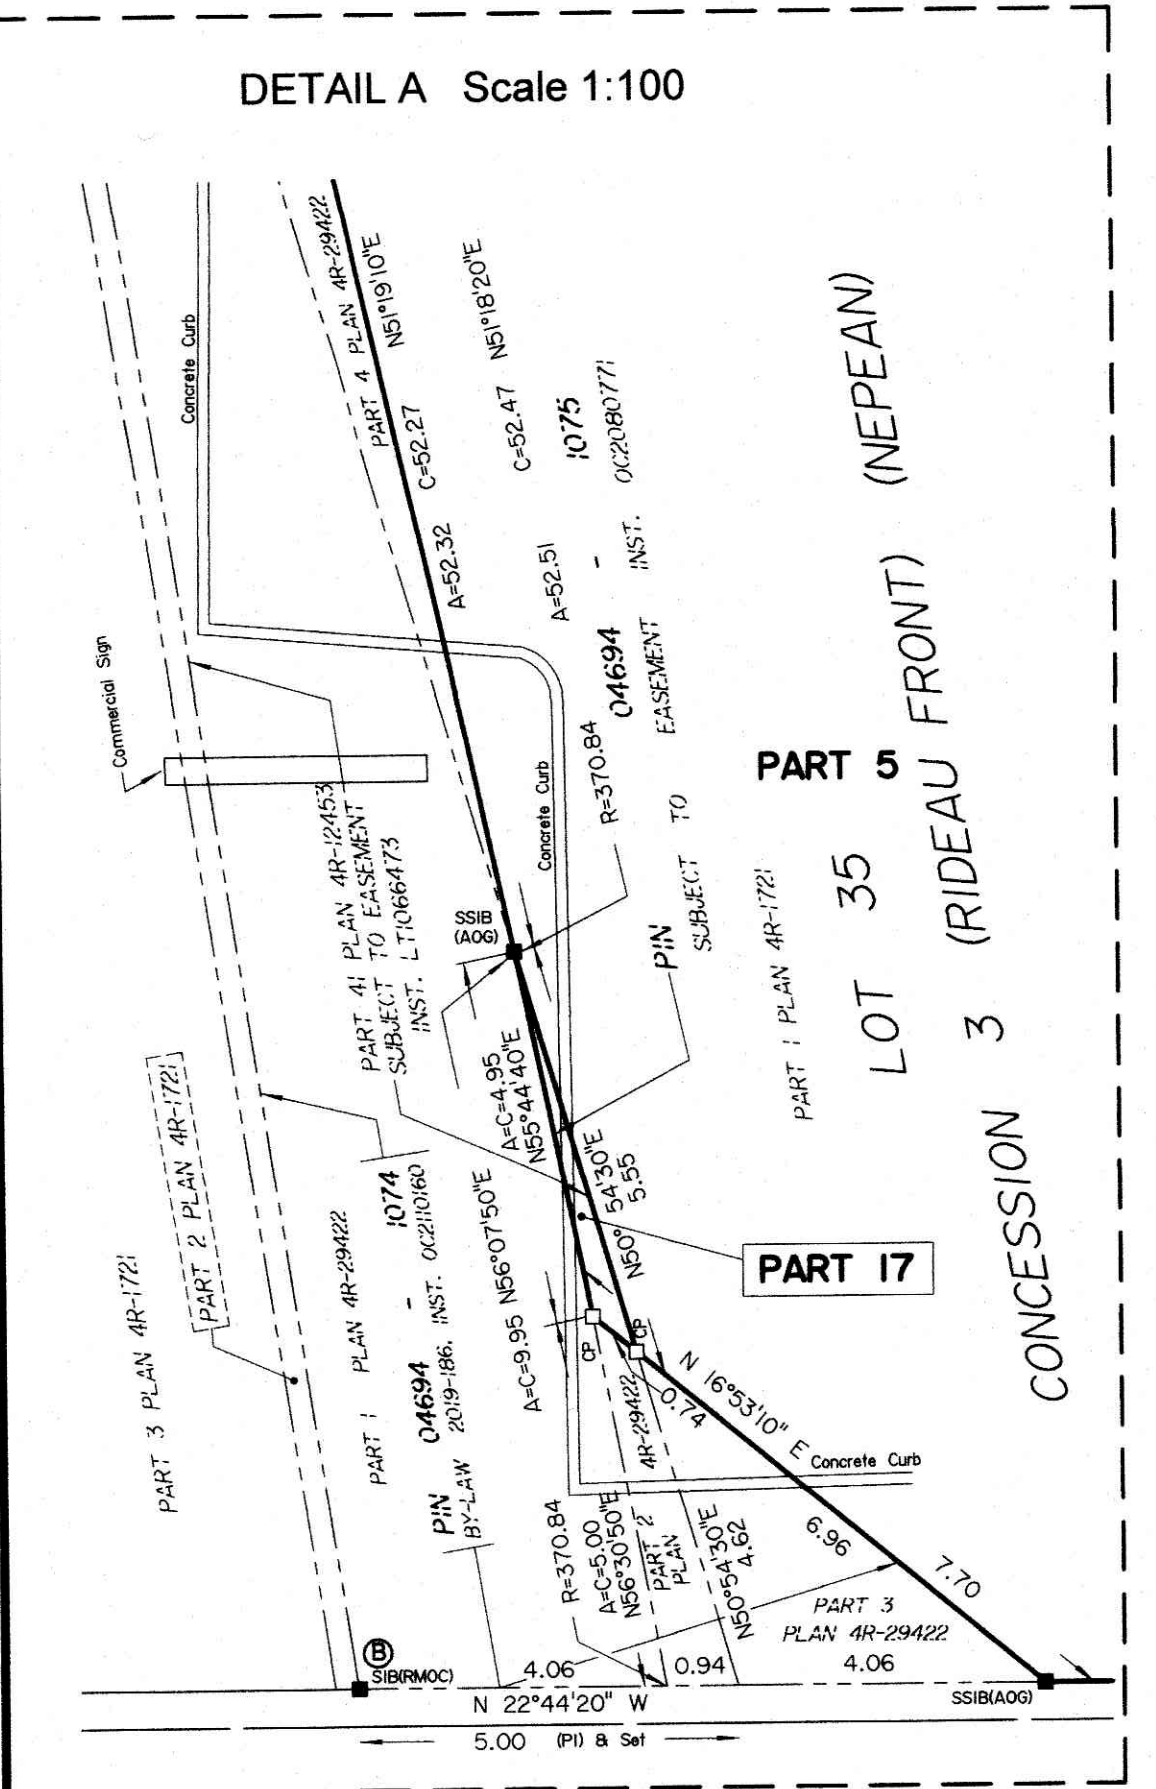 DETAIL A Scale 1:100
Concrete Curb
PART 4 PLAN 4R-29422
N51°19'10"E
C=52.27
A=52.32
N51°18'20"E
C=52.47
A=52.51
1075
04694 -
PIN
INST. OC2080771
SUBJECT TO EASEMENT
R=370.84
Commercial Sign
Concrete Curb
PART 41 PLAN 4R-12453
SUBJECT TO EASEMENT
INST. LT1066473
SSIB
(AOG)
PART 5
PART 1 PLAN 4R-1721
LOT 35
CONCESSION 3 (RIDEAU FRONT) (NEPEAN)
A=C=4.95
N55°44'40"E
N50° 54'30"E
5.55
PART 17
PART 3 PLAN 4R-1721
PART 2 PLAN 4R-1721
PART 1 PLAN 4R-29422
PIN 04694 - 1074
BY-LAW 2019-186, INST. OC2110160
A=C=9.95 N56°07'50"E
CP
CP
N 16°53'10" E
0.74
Concrete Curb
6.96
7.70
R=370.84
A=C=5.00
N56°30'50"E
PART 2
PLAN
4R-29422
N50°54'30"E
4.62
PART 3
PLAN 4R-29422
B
SIB(RMOC)
4.06
0.94
4.06
SSIB(AOG)
N 22°44'20" W
5.00 (P1) & Set